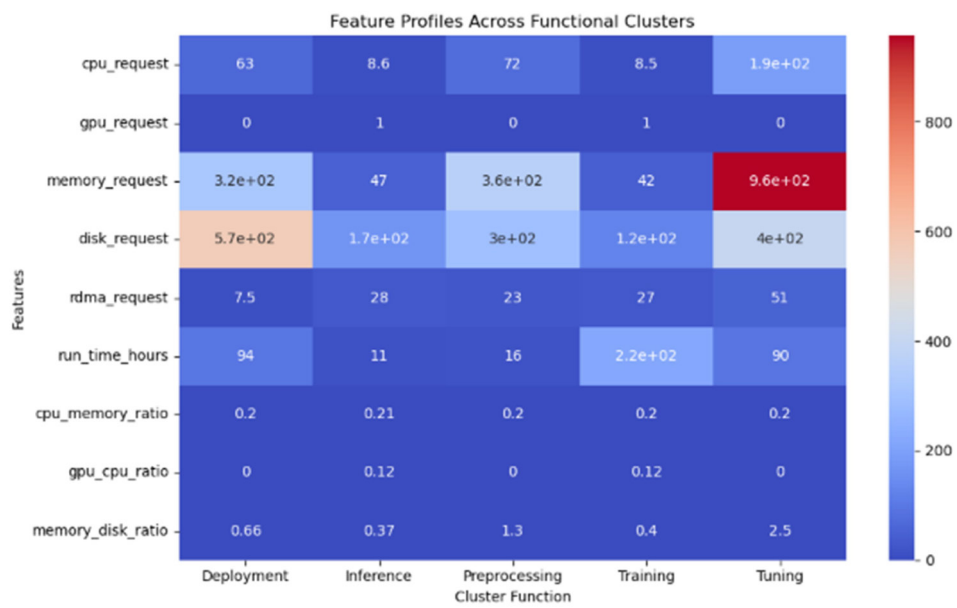 Feature Profiles Across Functional Clusters
cpu_request 63 8.6 72 8.5 1.9e+02
gpu_request 0 1 0 1 0
memory_request 3.2e+02 47 3.6e+02 42 9.6e+02
disk_request 5.7e+02 1.7e+02 3e+02 1.2e+02 4e+02
rdma_request 7.5 28 23 27 51
run_time_hours 94 11 16 2.2e+02 90
cpu_memory_ratio 0.2 0.21 0.2 0.2 0.2
gpu_cpu_ratio 0 0.12 0 0.12 0
memory_disk_ratio 0.66 0.37 1.3 0.4 2.5
Deployment Inference Preprocessing Training Tuning
Cluster Function
Features
800
600
400
200
0